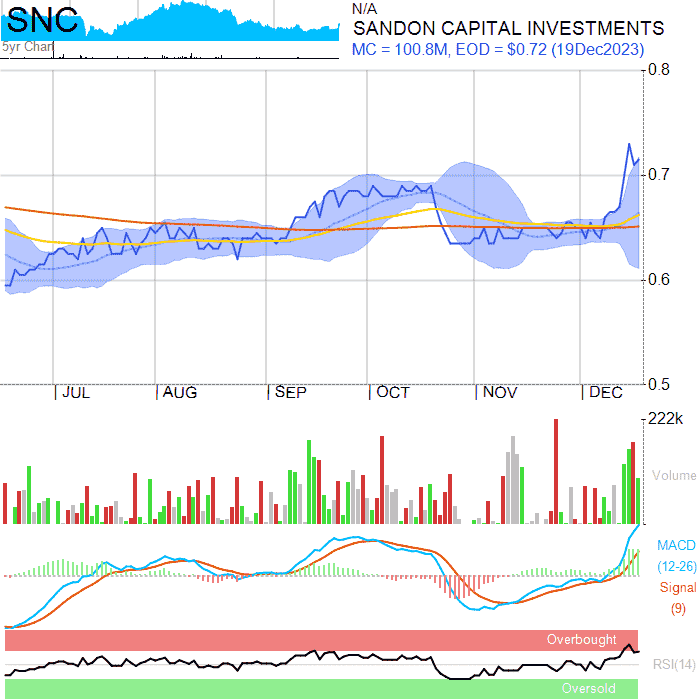 SNC
5yr Chart
N/A
SANDON CAPITAL INVESTMENTS
MC = 100.8M, EOD = $0.72 (19Dec2023)
0.8
0.7
0.6
0.5
JUL AUG SEP OCT NOV DEC
222k
Volume
MACD
(12-26)
Signal
(9)
Overbought
RSI(14)
Oversold